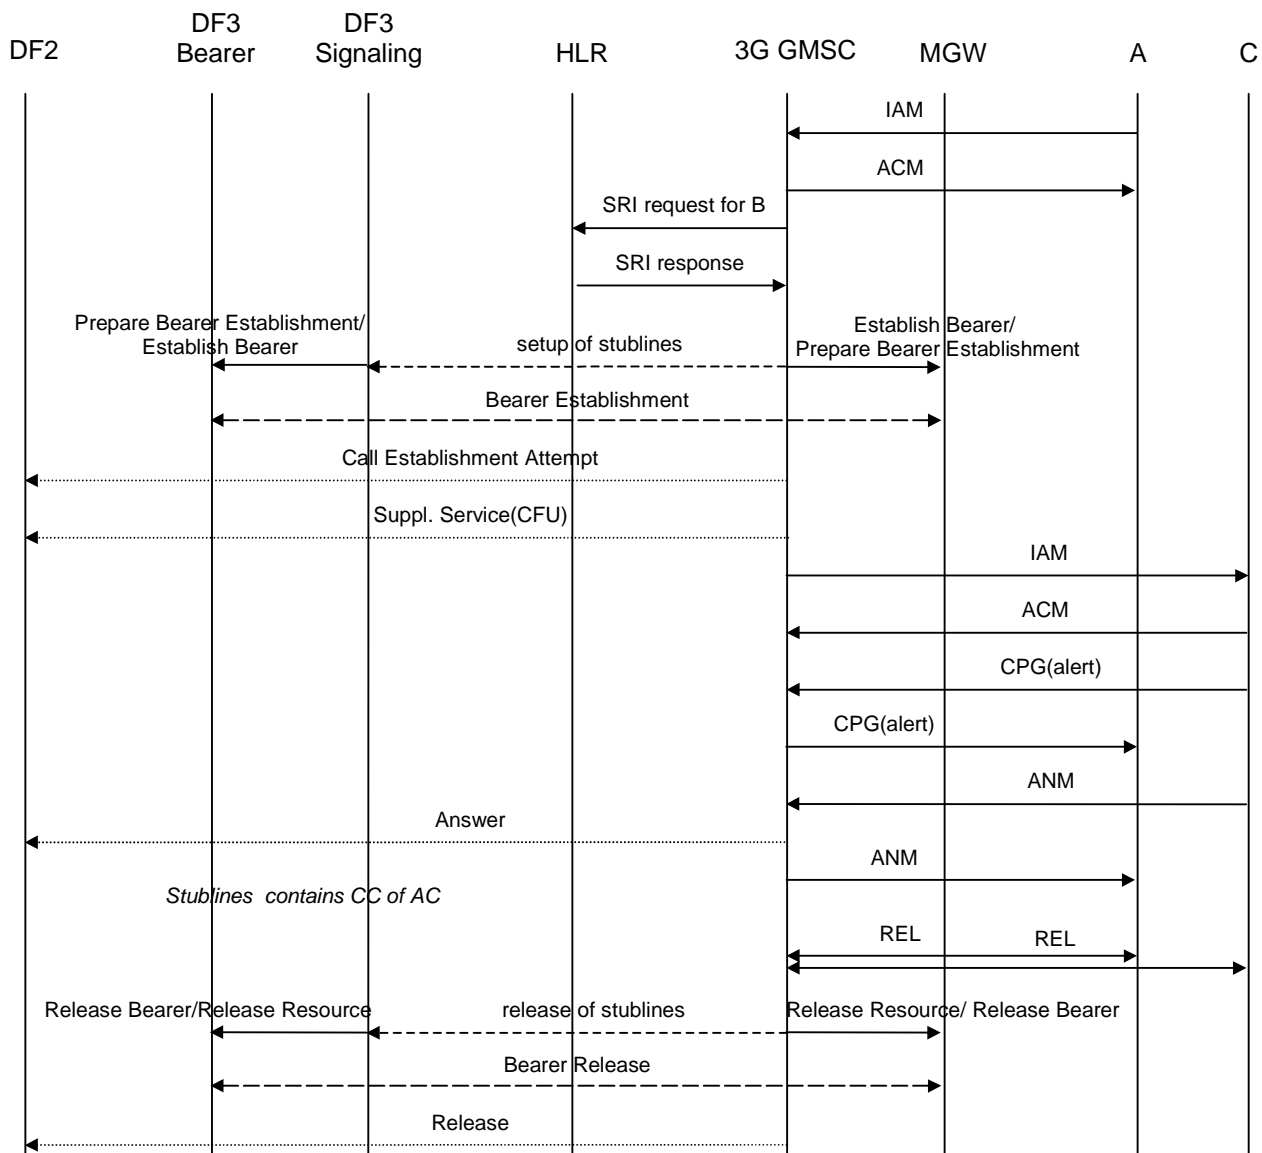 DF2
DF3
Bearer
DF3
Signaling
HLR
3G GMSC
MGW
A
C
IAM
ACM
SRI request for B
SRI response
Prepare Bearer Establishment/
Establish Bearer
setup of stublines
Establish Bearer/
Prepare Bearer Establishment
Bearer Establishment
Call Establishment Attempt
Suppl. Service(CFU)
IAM
ACM
CPG(alert)
CPG(alert)
ANM
Answer
ANM
Stublines contains CC of AC
REL
REL
Release Bearer/Release Resource
release of stublines
Release Resource/ Release Bearer
Bearer Release
Release